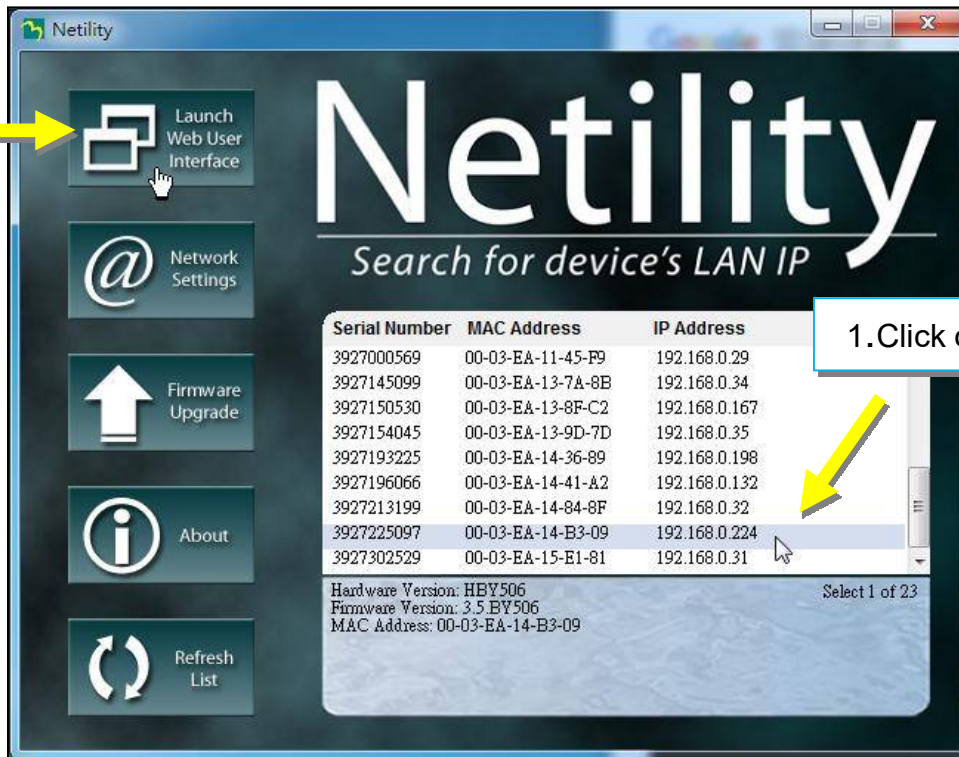 Netility
Launch
Web User
Interface
Network
Settings
Firmware
Upgrade
About
Refresh
List
Netility
Search for device's LAN IP
Serial Number MAC Address IP Address
3927000569 00-03-EA-11-45-F9 192.168.0.29
3927145099 00-03-EA-13-7A-8B 192.168.0.34
3927150530 00-03-EA-13-8F-C2 192.168.0.167
3927154045 00-03-EA-13-9D-7D 192.168.0.35
3927193225 00-03-EA-14-36-89 192.168.0.198
3927196066 00-03-EA-14-41-A2 192.168.0.132
3927213199 00-03-EA-14-84-8F 192.168.0.32
3927225097 00-03-EA-14-B3-09 192.168.0.224
3927302529 00-03-EA-15-E1-81 192.168.0.31
1.Click
Hardware Version: HBY506
Firmware Version: 3.5.BY506
MAC Address: 00-03-EA-14-B3-09
Select 1 of 23